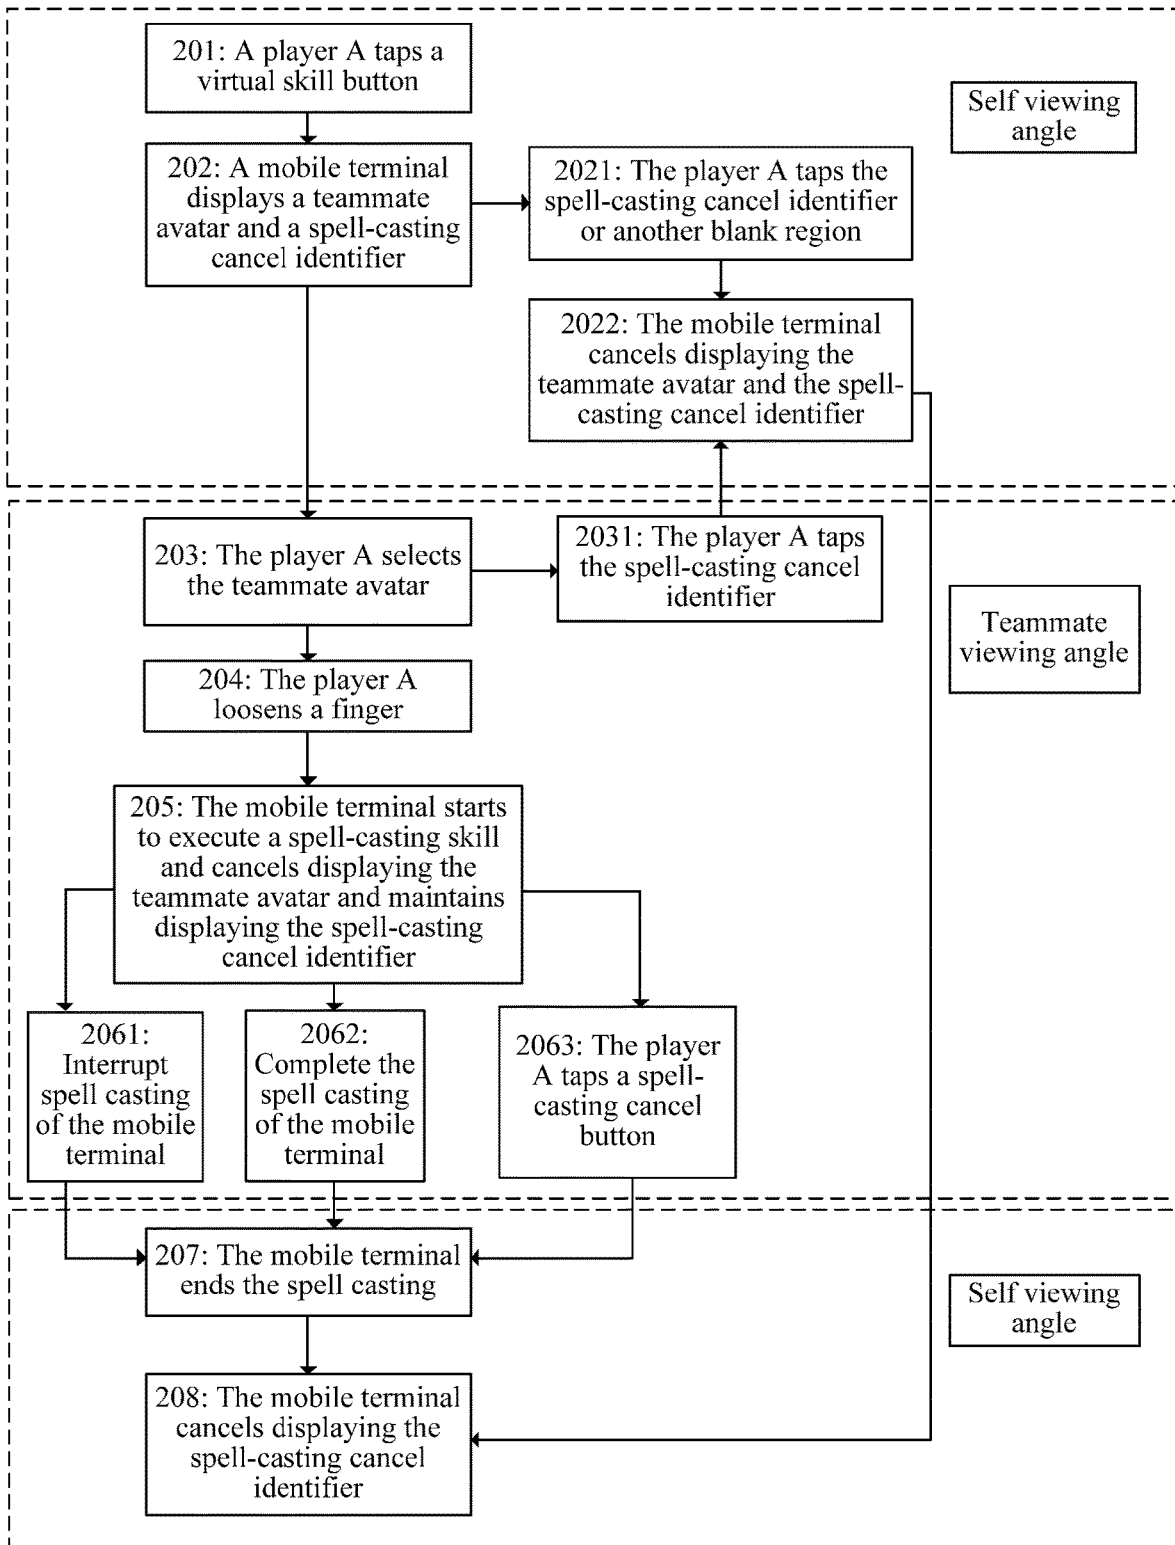 201: A player A taps a
virtual skill button
Self viewing
angle
202: A mobile terminal
displays a teammate
avatar and a spell-casting
cancel identifier
2021: The player A taps the
spell-casting cancel identifier
or another blank region
2022: The mobile terminal
cancels displaying the
teammate avatar and the spell-
casting cancel identifier
203: The player A selects
the teammate avatar
2031: The player A taps
the spell-casting cancel
identifier
Teammate
viewing angle
204: The player A
loosens a finger
205: The mobile terminal starts
to execute a spell-casting skill
and cancels displaying the
teammate avatar and maintains
displaying the spell-casting
cancel identifier
2061:
Interrupt
spell casting
of the mobile
terminal
2062:
Complete the
spell casting
of the mobile
terminal
2063: The player
A taps a spell-
casting cancel
button
207: The mobile terminal
ends the spell casting
Self viewing
angle
208: The mobile terminal
cancels displaying the
spell-casting cancel
identifier